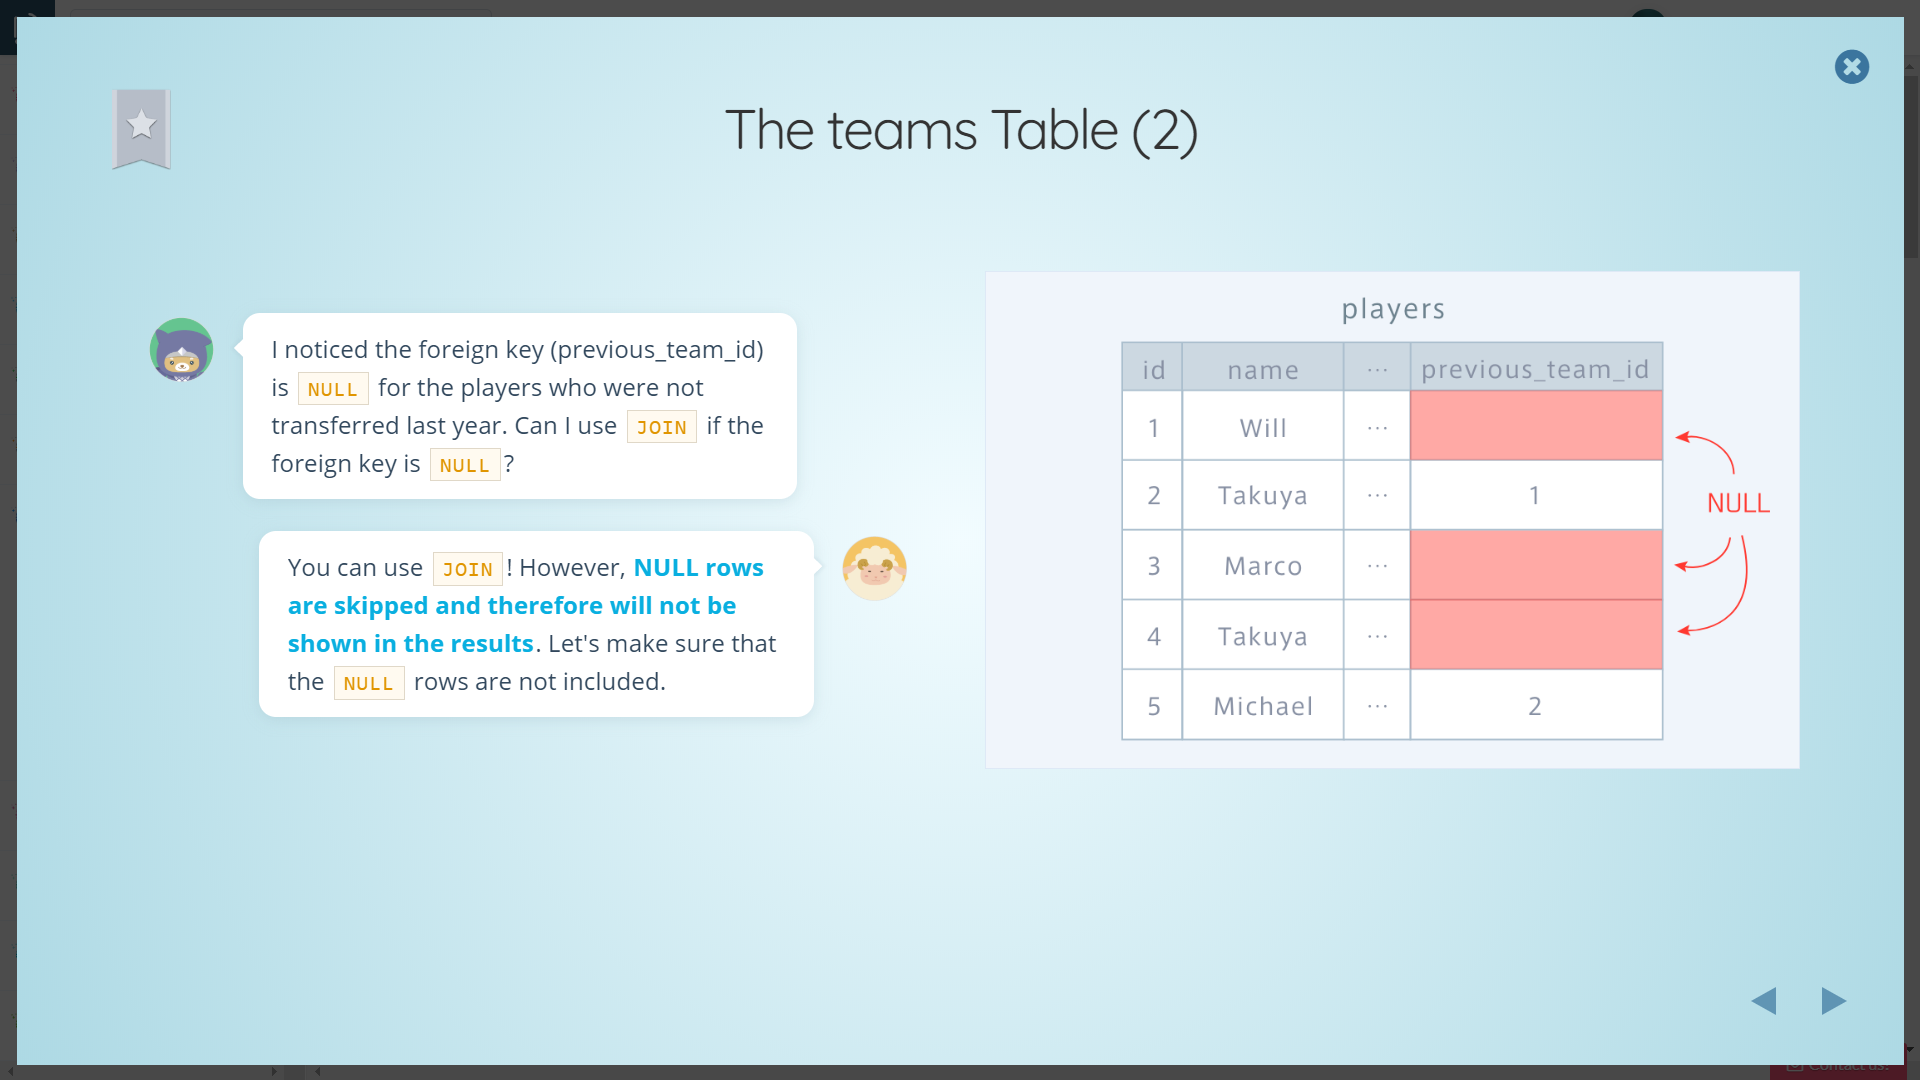 The teams Table (2)
I noticed the foreign key (previous_team_id)
is NULL for the players who were not
transferred last year. Can I use JOIN if the
foreign key is NULL ?
You can use JOIN ! However, NULL rows
are skipped and therefore will not be
shown in the results. Let's make sure that
the NULL rows are not included.
players
id name ... previous_team_id
1 Will ...
2 Takuya ... 1
3 Marco ...
4 Takuya ...
5 Michael ... 2
NULL
Contact us!